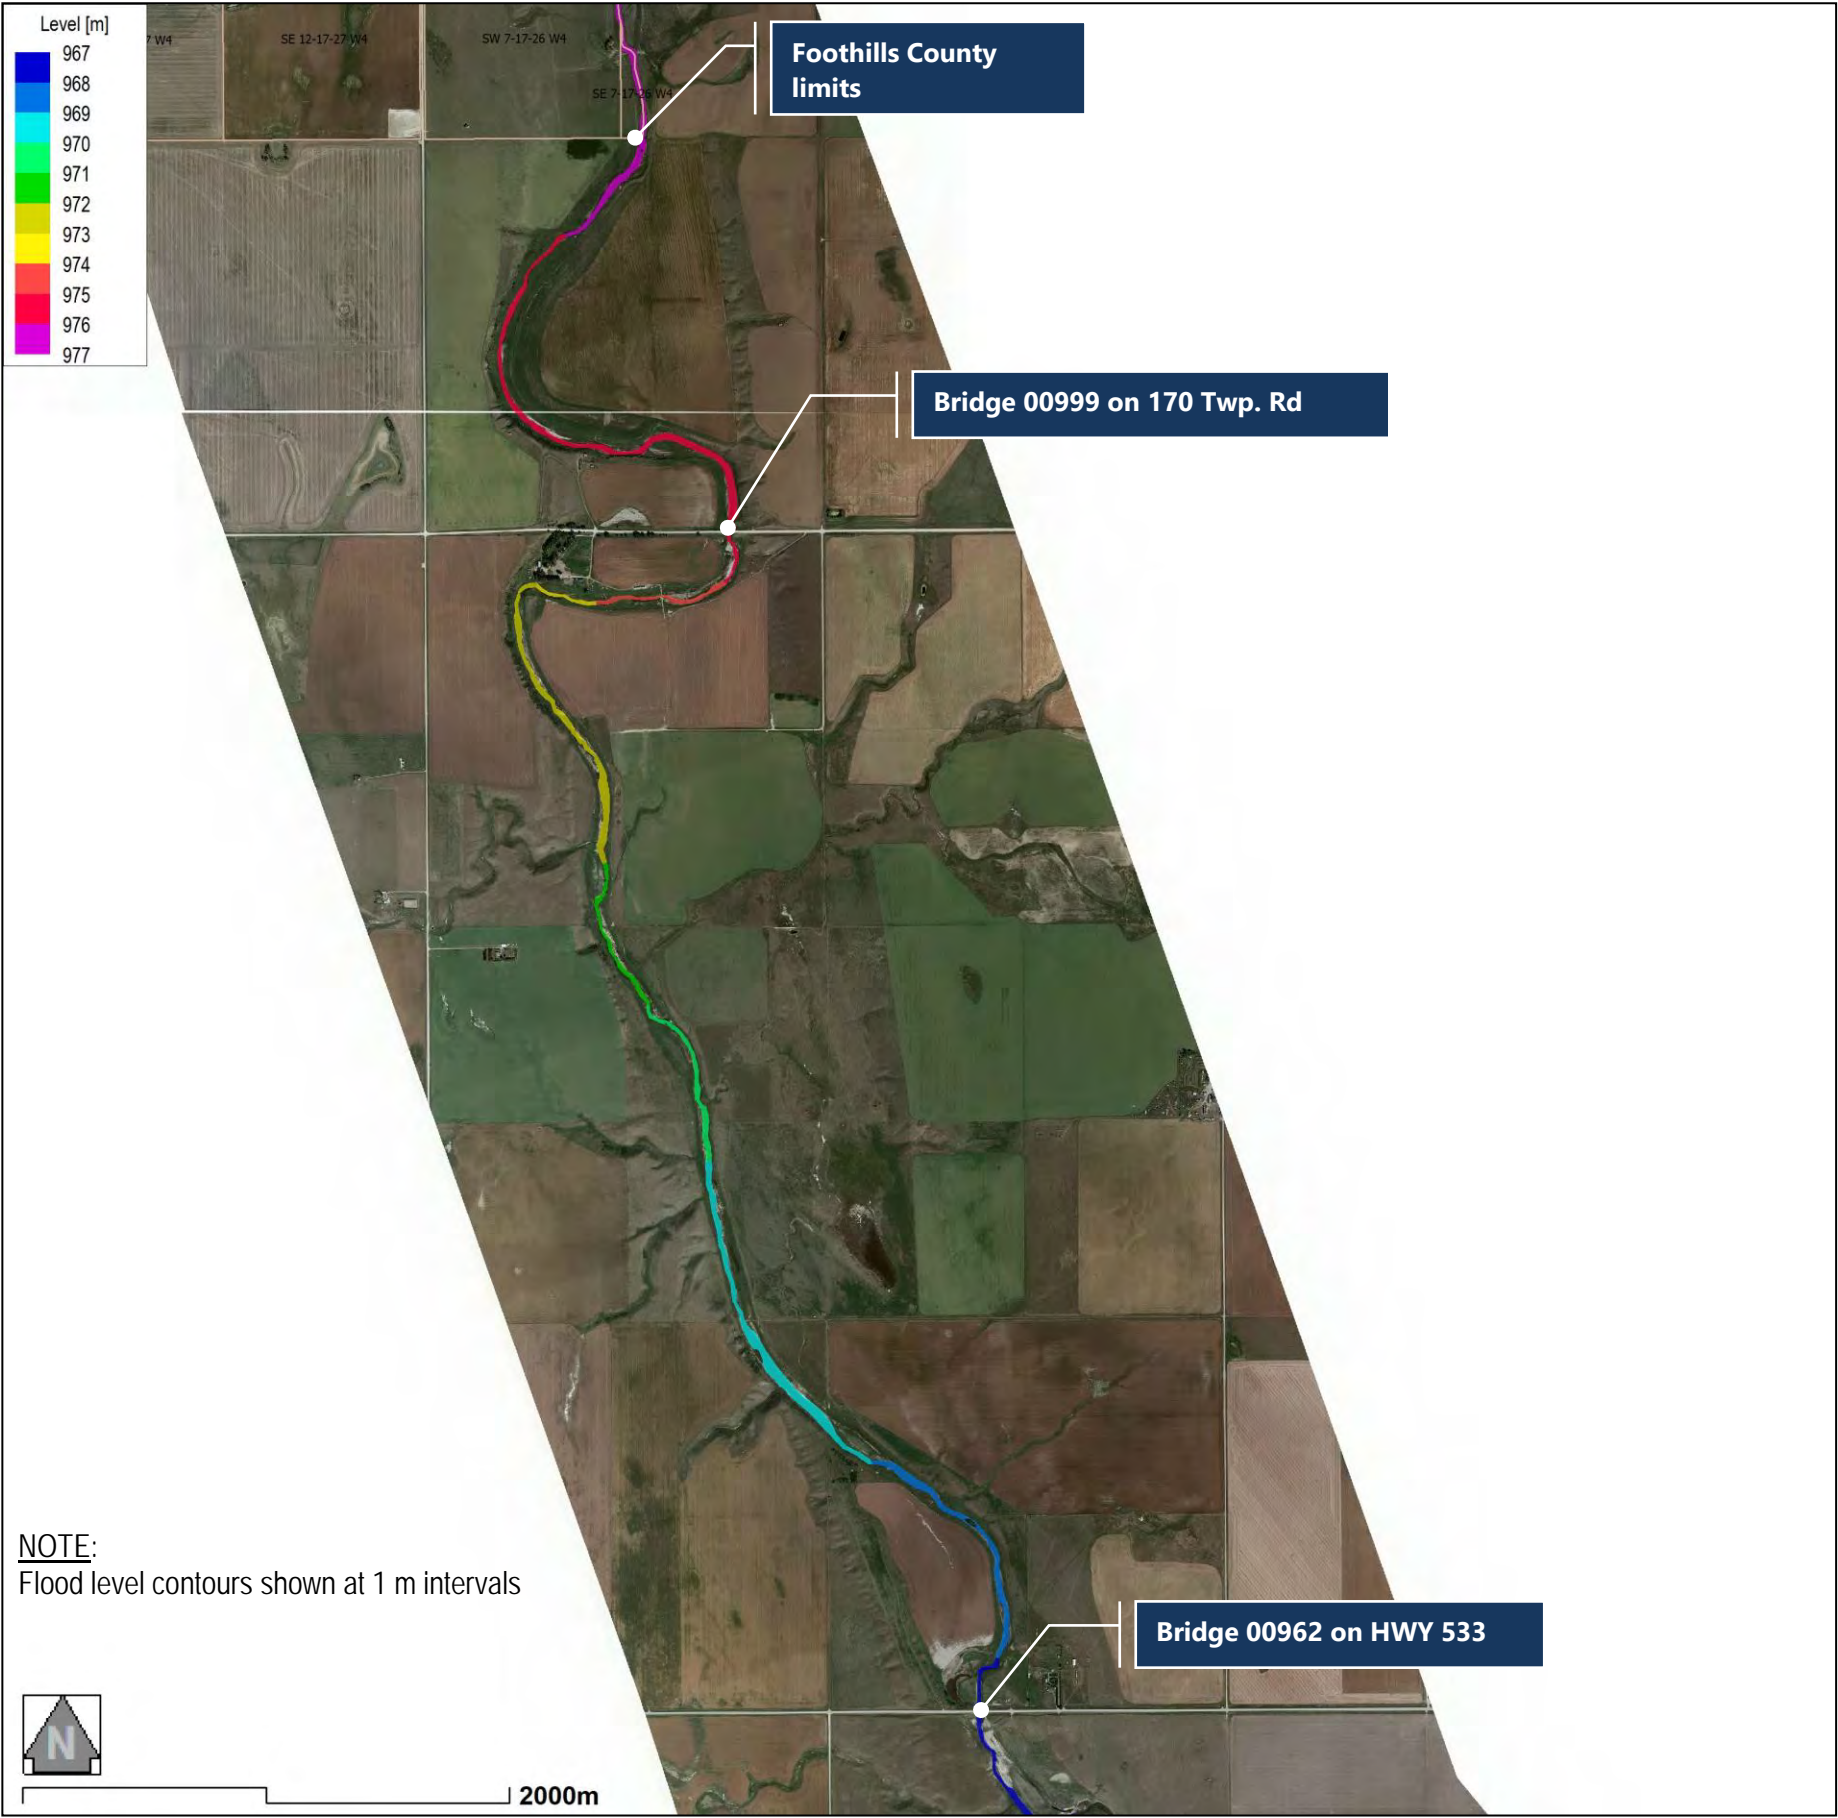 Level [m]
967
968
969
970
971
972
973
974
975
976
977
7 W4
SE 12-17-27 W4
SW 7-17-26 W4
SE 7-17-26 W4
Foothills County
limits
Bridge 00999 on 170 Twp. Rd
NOTE:
Flood level contours shown at 1 m intervals
Bridge 00962 on HWY 533
N
2000m